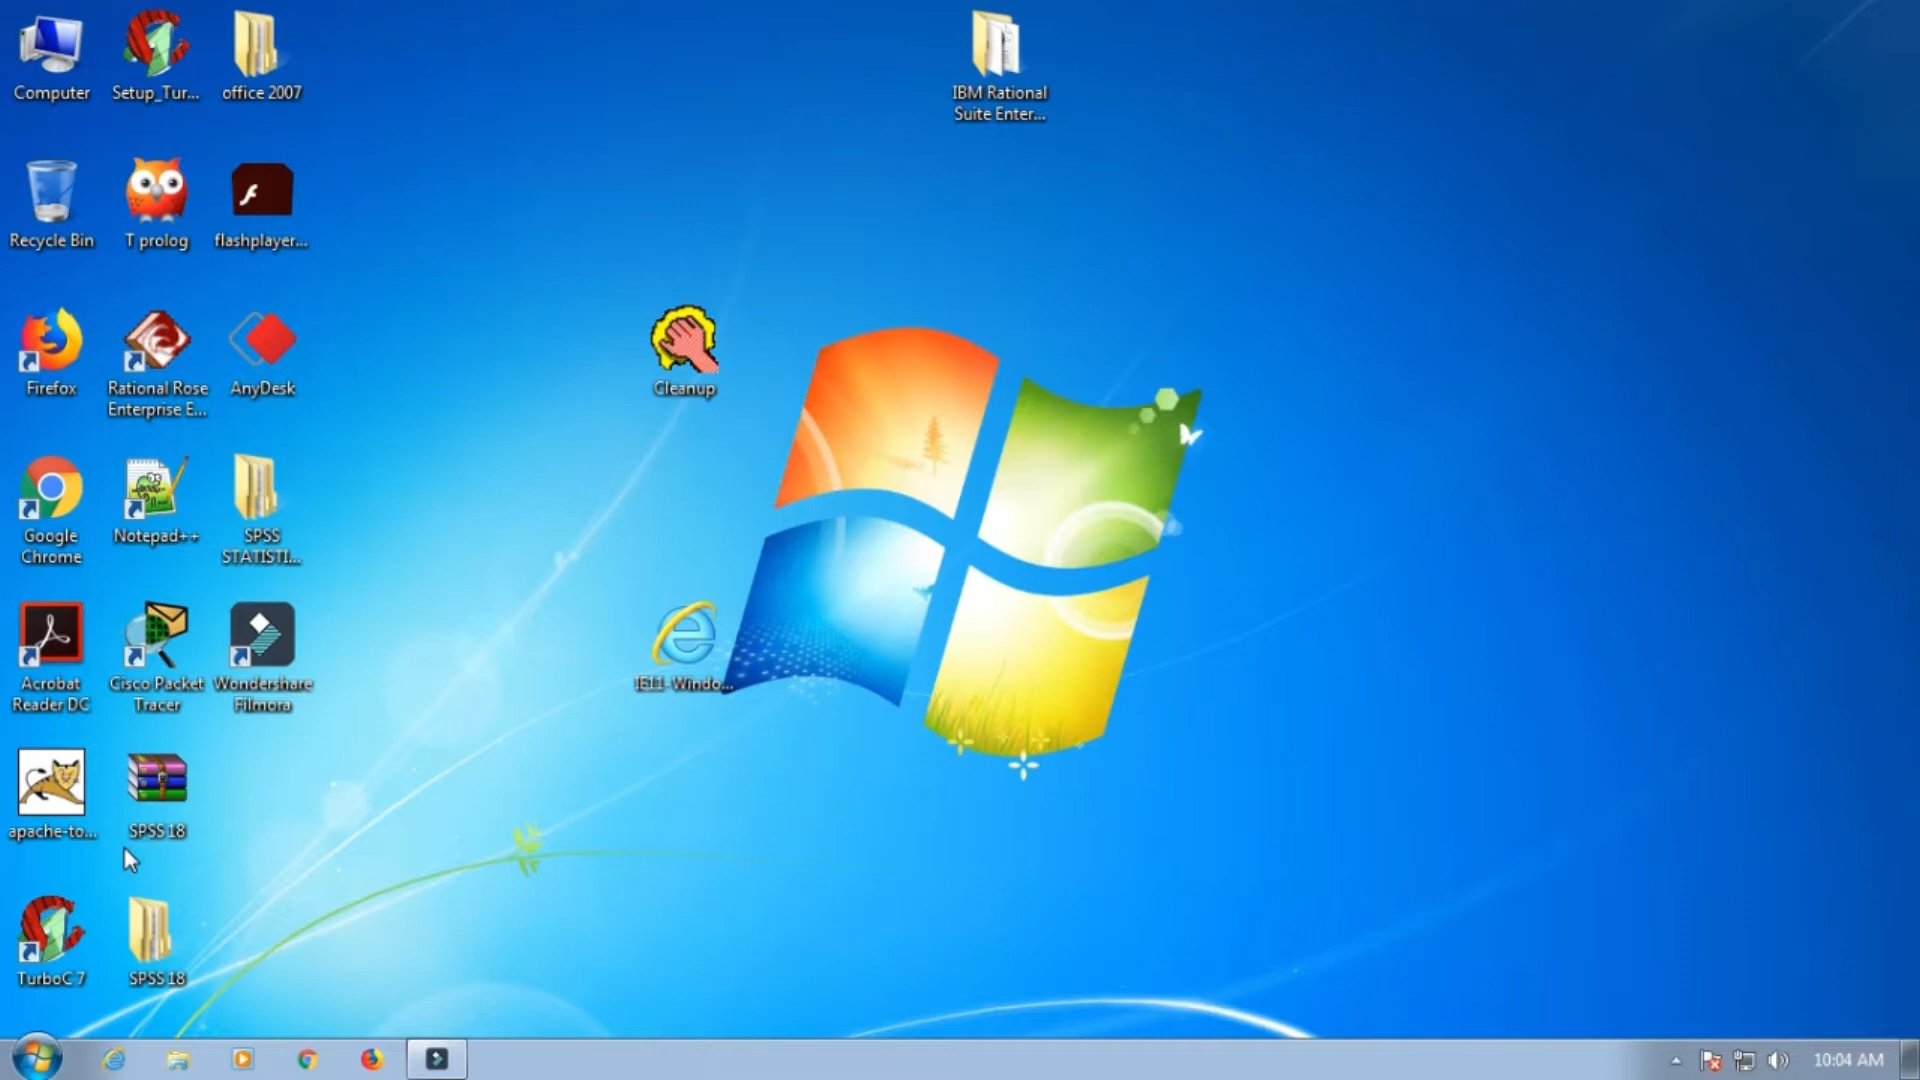 Computer
Setup_Tur...
office 2007
IBM Rational
Suite Enter...
Recycle Bin
T prolog
flashplayer...
Firefox
Rational Rose
Enterprise E...
AnyDesk
Cleanup
Google
Chrome
Notepad++
SPSS
STATISTI...
Acrobat
Reader DC
Cisco Packet
Tracer
Wondershare
Filmora
IE11-Windo...
apache-to...
SPSS 18
TurboC 7
SPSS 18
10:04 AM